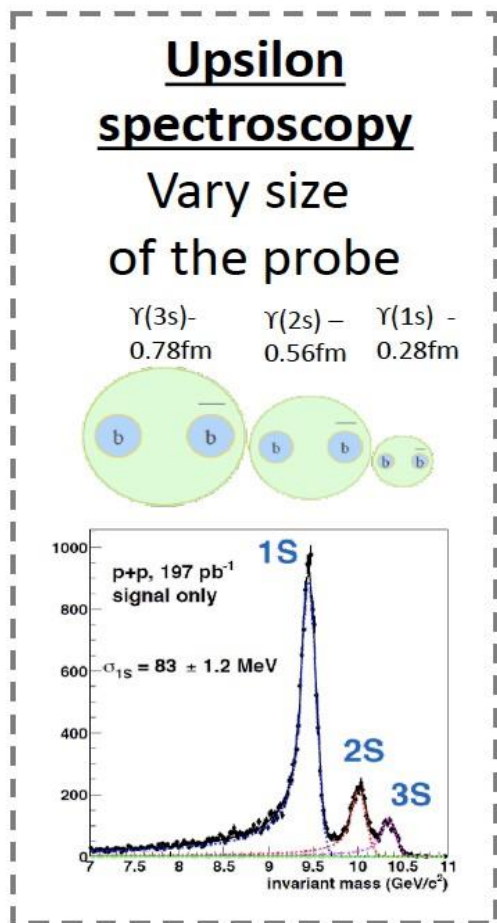 Upsilon
spectroscopy
Vary size
of the probe
ϒ(3s)- ϒ(2s) – ϒ(1s) -
0.78fm 0.56fm 0.28fm
b b̅ b b̅ b b̅
1000
800
600
400
200
0
p+p, 197 pb⁻¹
signal only
σ1S = 83 ± 1.2 MeV
1S
2S
3S
7 7.5 8 8.5 9 9.5 10 10.5 11
invariant mass (GeV/c²)